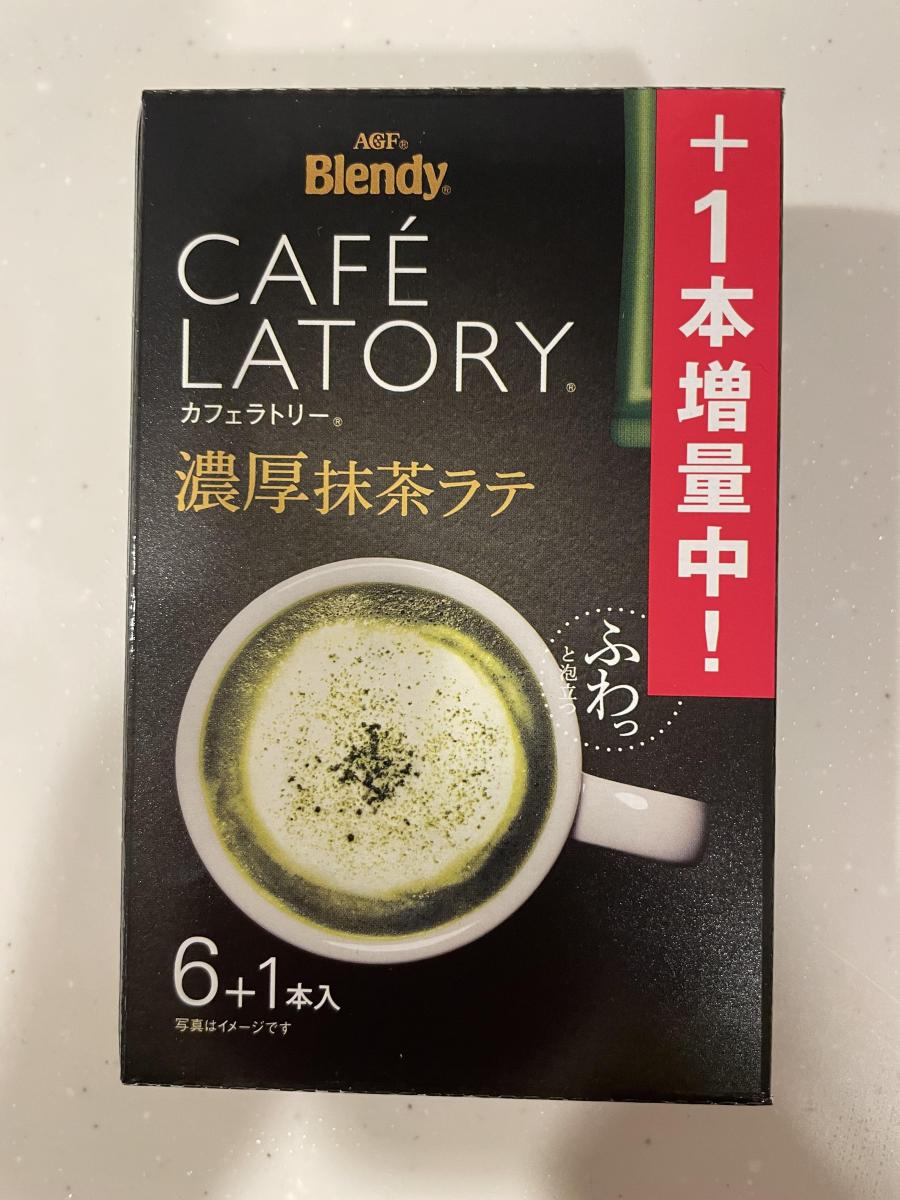 AGF®
Blendy®
CAFÉ
LATORY®
カフェラトリー®
濃厚抹茶ラテ
+1本増量中!
ふわっ
と泡立つ
6+1本入
写真はイメージです